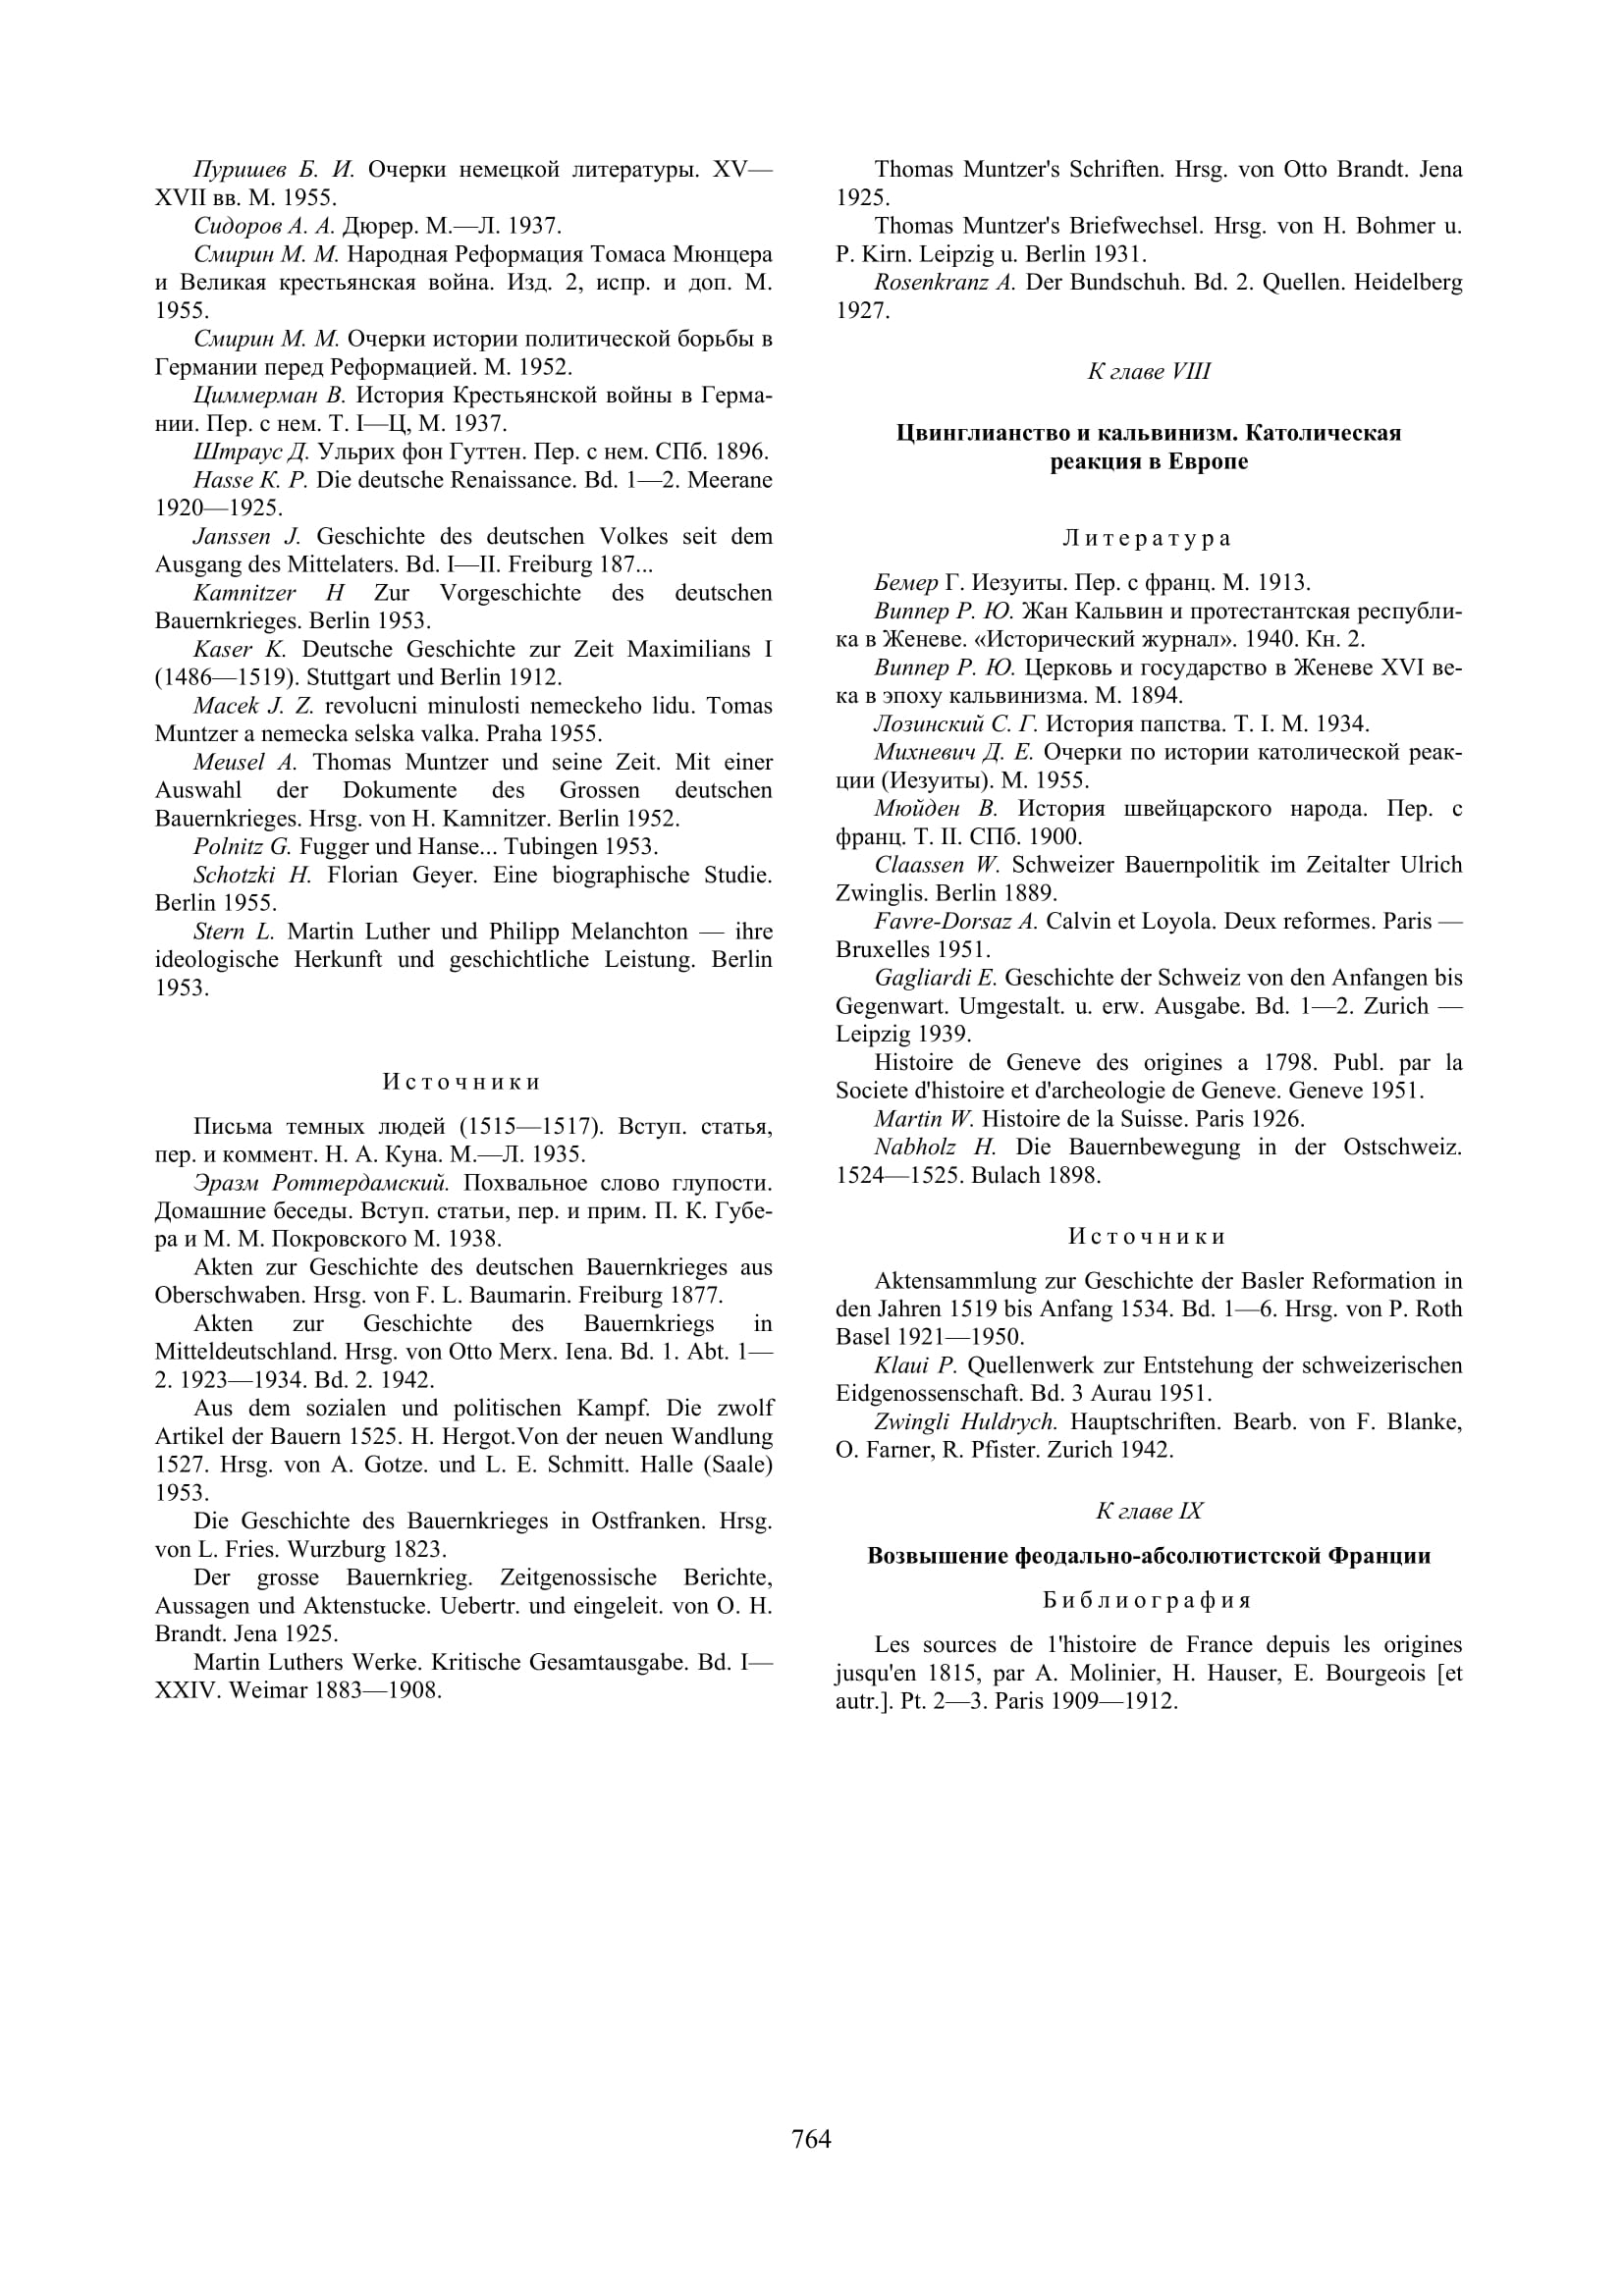 Пуришев Б. И. Очерки немецкой литературы. XV—
XVII вв. М. 1955.
Сидоров А. А. Дюрер. М.—Л. 1937.
Смирин М. М. Народная Реформация Томаса Мюнцера
и Великая крестьянская война. Изд. 2, испр. и доп. М.
1955.
Смирин М. М. Очерки истории политической борьбы в
Германии перед Реформацией. М. 1952.
Циммерман В. История Крестьянской войны в Герма-
нии. Пер. с нем. Т. I—Ц, М. 1937.
Штраус Д. Ульрих фон Гуттен. Пер. с нем. СПб. 1896.
Hasse К. Р. Die deutsche Renaissance. Bd. 1—2. Meerane
1920—1925.
Janssen J. Geschichte des deutschen Volkes seit dem
Ausgang des Mittelaters. Bd. I—II. Freiburg 187...
Kamnitzer H Zur Vorgeschichte des deutschen
Bauernkrieges. Berlin 1953.
Kaser K. Deutsche Geschichte zur Zeit Maximilians I
(1486—1519). Stuttgart und Berlin 1912.
Macek J. Z. revolucni minulosti nemeckeho lidu. Tomas
Muntzer a nemecka selska valka. Praha 1955.
Meusel A. Thomas Muntzer und seine Zeit. Mit einer
Auswahl der Dokumente des Grossen deutschen
Bauernkrieges. Hrsg. von H. Kamnitzer. Berlin 1952.
Polnitz G. Fugger und Hanse... Tubingen 1953.
Schotzki H. Florian Geyer. Eine biographische Studie.
Berlin 1955.
Stern L. Martin Luther und Philipp Melanchton — ihre
ideologische Herkunft und geschichtliche Leistung. Berlin
1953.
Источники
Письма темных людей (1515—1517). Вступ. статья,
пер. и коммент. Н. А. Куна. М.—Л. 1935.
Эразм Роттердамский. Похвальное слово глупости.
Домашние беседы. Вступ. статьи, пер. и прим. П. К. Губе-
ра и М. М. Покровского М. 1938.
Akten zur Geschichte des deutschen Bauernkrieges aus
Oberschwaben. Hrsg. von F. L. Baumarin. Freiburg 1877.
Akten zur Geschichte des Bauernkriegs in
Mitteldeutschland. Hrsg. von Otto Merx. Iena. Bd. 1. Abt. 1—
2. 1923—1934. Bd. 2. 1942.
Aus dem sozialen und politischen Kampf. Die zwolf
Artikel der Bauern 1525. H. Hergot.Von der neuen Wandlung
1527. Hrsg. von A. Gotze. und L. E. Schmitt. Halle (Saale)
1953.
Die Geschichte des Bauernkrieges in Ostfranken. Hrsg.
von L. Fries. Wurzburg 1823.
Der grosse Bauernkrieg. Zeitgenossische Berichte,
Aussagen und Aktenstucke. Uebertr. und eingeleit. von O. H.
Brandt. Jena 1925.
Martin Luthers Werke. Kritische Gesamtausgabe. Bd. I—
XXIV. Weimar 1883—1908.
Thomas Muntzer's Schriften. Hrsg. von Otto Brandt. Jena
1925.
Thomas Muntzer's Briefwechsel. Hrsg. von H. Bohmer u.
P. Kirn. Leipzig u. Berlin 1931.
Rosenkranz A. Der Bundschuh. Bd. 2. Quellen. Heidelberg
1927.
К главе VIII
Цвинглианство и кальвинизм. Католическая
реакция в Европе
Литература
Бемер Г. Иезуиты. Пер. с франц. М. 1913.
Виппер Р. Ю. Жан Кальвин и протестантская республи-
ка в Женеве. «Исторический журнал». 1940. Кн. 2.
Виппер Р. Ю. Церковь и государство в Женеве XVI ве-
ка в эпоху кальвинизма. М. 1894.
Лозинский С. Г. История папства. Т. I. М. 1934.
Михневич Д. Е. Очерки по истории католической реак-
ции (Иезуиты). М. 1955.
Мюйден В. История швейцарского народа. Пер. с
франц. Т. II. СПб. 1900.
Claassen W. Schweizer Bauernpolitik im Zeitalter Ulrich
Zwinglis. Berlin 1889.
Favre-Dorsaz A. Calvin et Loyola. Deux reformes. Paris —
Bruxelles 1951.
Gagliardi E. Geschichte der Schweiz von den Anfangen bis
Gegenwart. Umgestalt. u. erw. Ausgabe. Bd. 1—2. Zurich —
Leipzig 1939.
Histoire de Geneve des origines a 1798. Publ. par la
Societe d'histoire et d'archeologie de Geneve. Geneve 1951.
Martin W. Histoire de la Suisse. Paris 1926.
Nabholz H. Die Bauernbewegung in der Ostschweiz.
1524—1525. Bulach 1898.
Источники
Aktensammlung zur Geschichte der Basler Reformation in
den Jahren 1519 bis Anfang 1534. Bd. 1—6. Hrsg. von P. Roth
Basel 1921—1950.
Klaui P. Quellenwerk zur Entstehung der schweizerischen
Eidgenossenschaft. Bd. 3 Aurau 1951.
Zwingli Huldrych. Hauptschriften. Bearb. von F. Blanke,
O. Farner, R. Pfister. Zurich 1942.
К главе IX
Возвышение феодально-абсолютистской Франции
Библиография
Les sources de 1'histoire de France depuis les origines
jusqu'en 1815, par A. Molinier, H. Hauser, E. Bourgeois [et
autr.]. Pt. 2—3. Paris 1909—1912.
764